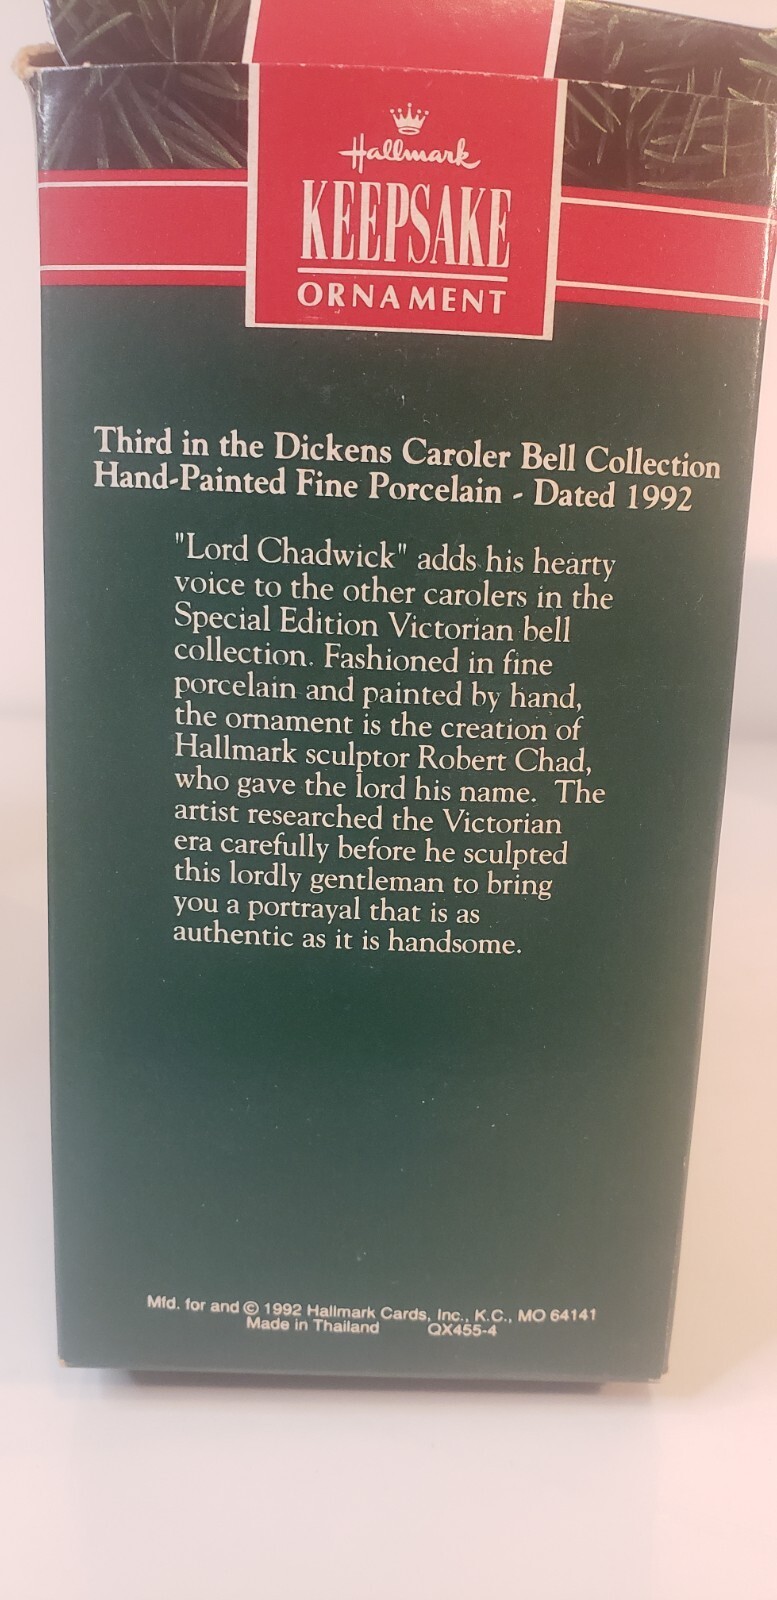 Hallmark
KEEPSAKE
ORNAMENT
Third in the Dickens Caroler Bell Collection
Hand-Painted Fine Porcelain - Dated 1992
"Lord Chadwick" adds his hearty
voice to the other carolers in the
Special Edition Victorian bell
collection. Fashioned in fine
porcelain and painted by hand,
the ornament is the creation of
Hallmark sculptor Robert Chad,
who gave the lord his name. The
artist researched the Victorian
era carefully before he sculpted
this lordly gentleman to bring
you a portrayal that is as
authentic as it is handsome.
Mfd. for and © 1992 Hallmark Cards, Inc., K.C., MO 64141
Made in Thailand QX455-4